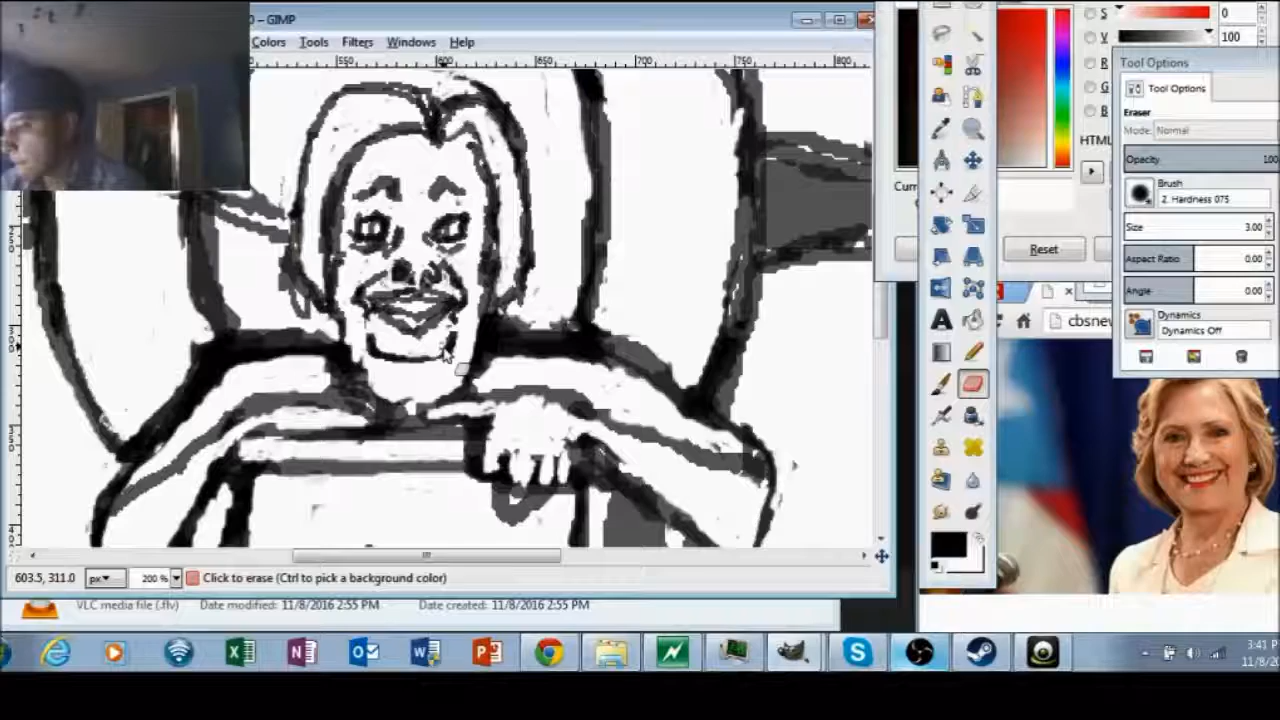 – GIMP
Colors Tools Filters Windows Help
550 600 650 700 750 800
S 0
V 100
R
G
B
HTML
Tool Options
Tool Options
Eraser
Mode: Normal
Opacity 100
Brush
2. Hardness 075
Size 3.00
Aspect Ratio 0.00
Angle 0.00
Dynamics
Dynamics Off
Reset
cbsnew
603.5, 311.0 px 200 % Click to erase (Ctrl to pick a background color)
VLC media file (.flv) Date modified: 11/8/2016 2:55 PM Date created: 11/8/2016 2:55 PM
3:41 P
11/8/20